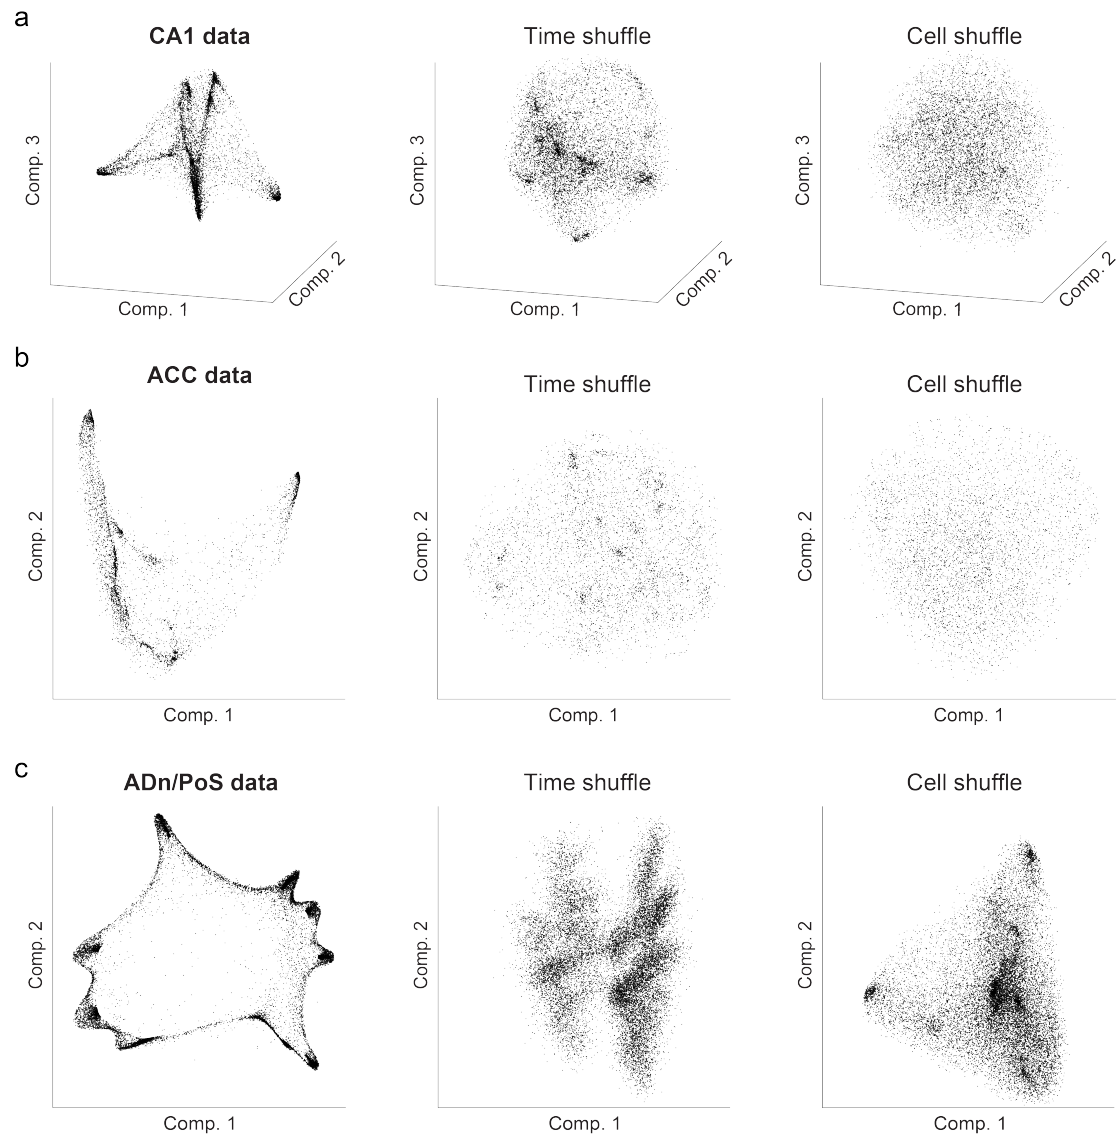 a
CA1 data
Time shuffle
Cell shuffle
Comp. 3
Comp. 1
Comp. 2
Comp. 3
Comp. 1
Comp. 2
Comp. 3
Comp. 1
Comp. 2
b
ACC data
Time shuffle
Cell shuffle
Comp. 2
Comp. 1
Comp. 2
Comp. 1
Comp. 2
Comp. 1
c
ADn/PoS data
Time shuffle
Cell shuffle
Comp. 2
Comp. 1
Comp. 2
Comp. 1
Comp. 2
Comp. 1